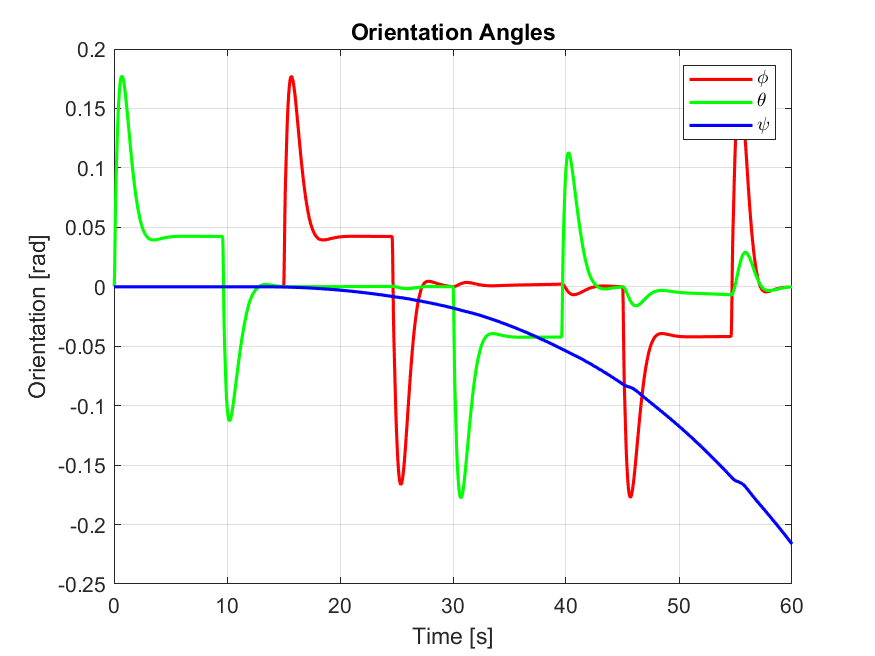 Orientation Angles
Orientation [rad]
0.2
0.15
0.1
0.05
0
-0.05
-0.1
-0.15
-0.2
-0.25
ϕ
θ
ψ
0 10 20 30 40 50 60
Time [s]